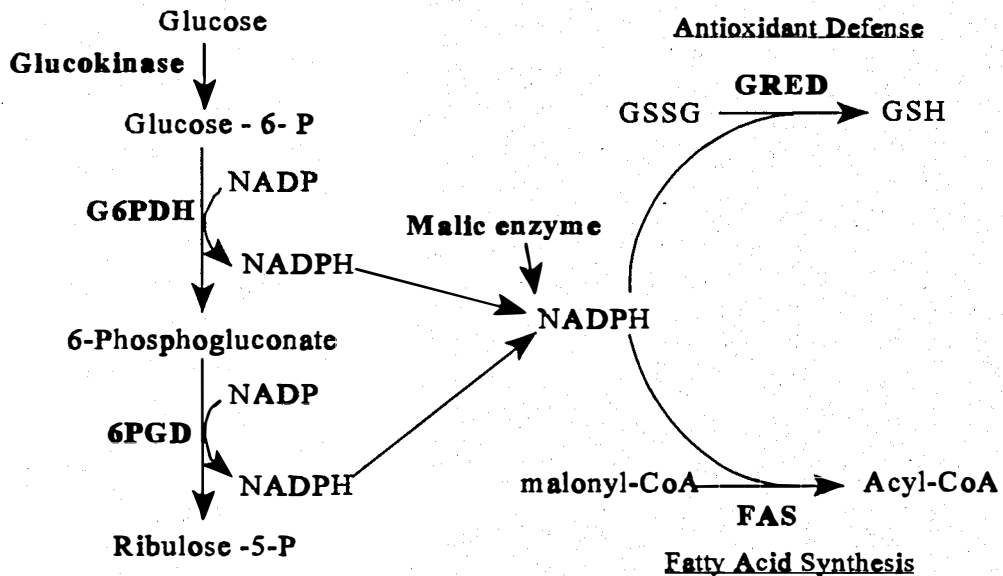 Glucose
Glucokinase
Glucose - 6- P
NADP
G6PDH
NADPH
6-Phosphogluconate
NADP
6PGD
NADPH
Ribulose -5-P
Malic enzyme
NADPH
Antioxidant Defense
GRED
GSSG
GSH
malonyl-CoA
Acyl-CoA
FAS
Fatty Acid Synthesis